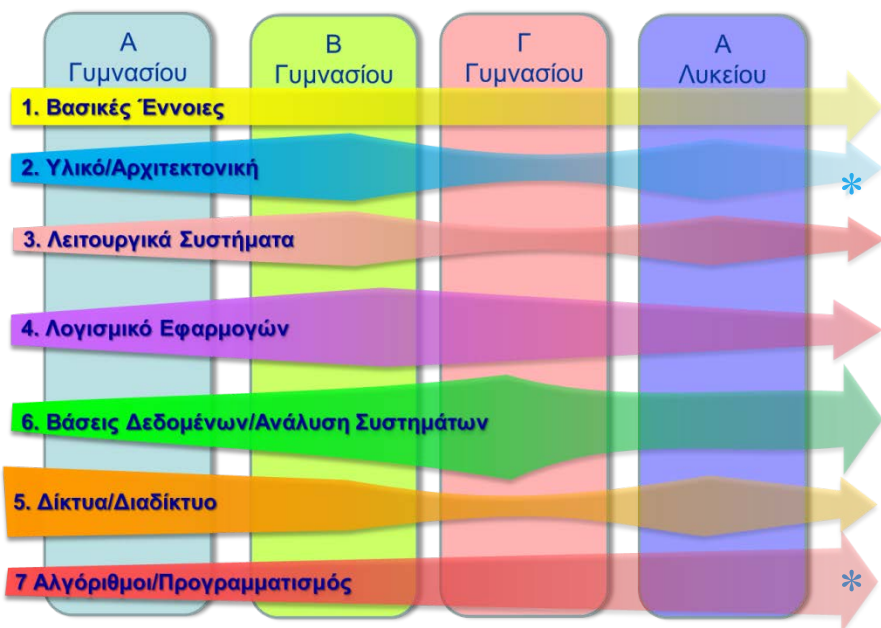 Α
Γυμνασίου
Β
Γυμνασίου
Γ
Γυμνασίου
Α
Λυκείου
1. Βασικές Έννοιες
2. Υλικό/Αρχιτεκτονική
*
3. Λειτουργικά Συστήματα
4. Λογισμικό Εφαρμογών
6. Βάσεις Δεδομένων/Ανάλυση Συστημάτων
5. Δίκτυα/Διαδίκτυο
7 Αλγόριθμοι/Προγραμματισμός
*